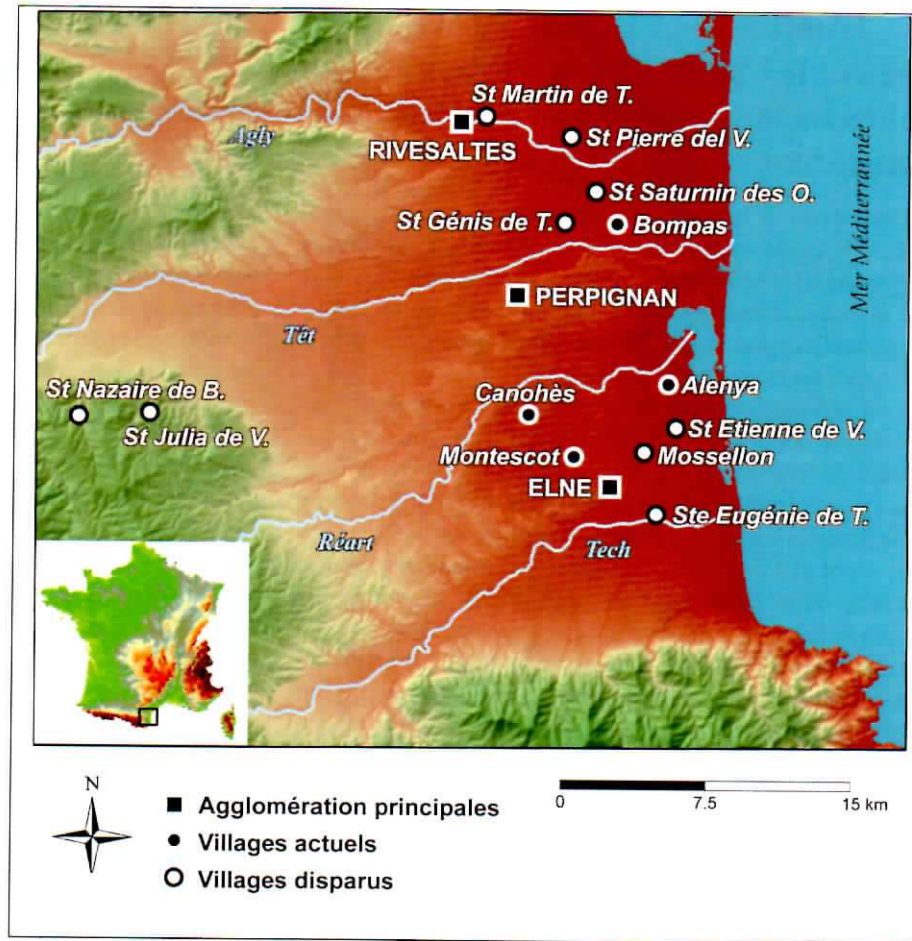 St Martin de T.
Agly
RIVESALTES
St Pierre del V.
Mer Méditerrannée
St Saturnin des O.
St Génis de T.
Bompas
PERPIGNAN
Têt
St Nazaire de B.
Canohès
Alenya
St Julia de V.
St Etienne de V.
Montescot
Mossellon
ELNE
Ste Eugénie de T.
Réart
Tech
N
Agglomération principales
0 7.5 15 km
Villages actuels
Villages disparus